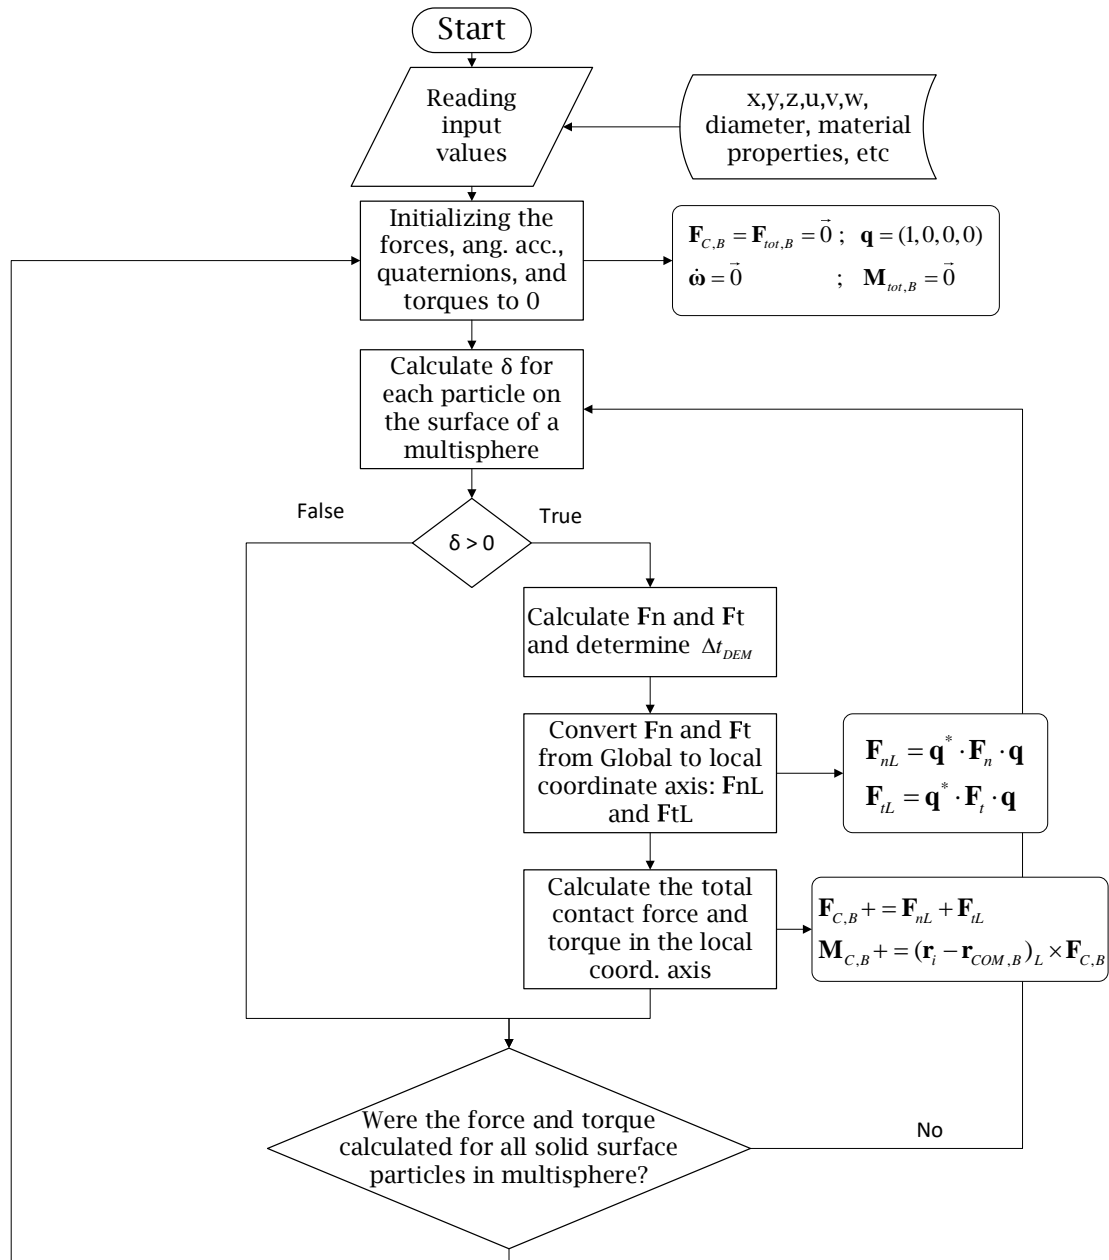 Start
Reading
input
values
x,y,z,u,v,w,
diameter, material
properties, etc
Initializing the
forces, ang. acc.,
quaternions, and
torques to 0
𝐅_{C,B} = 𝐅_{tot,B} = \vec{0} ; 𝐪 = (1,0,0,0)
\dot{𝛚} = \vec{0} ; 𝐌_{tot,B} = \vec{0}
Calculate δ for
each particle on
the surface of a
multisphere
False
True
δ > 0
Calculate Fn and Ft
and determine Δt_{DEM}
Convert Fn and Ft
from Global to local
coordinate axis: FnL
and FtL
𝐅_{nL} = 𝐪^* · 𝐅_n · 𝐪
𝐅_{tL} = 𝐪^* · 𝐅_t · 𝐪
Calculate the total
contact force and
torque in the local
coord. axis
𝐅_{C,B} + = 𝐅_{nL} + 𝐅_{tL}
𝐌_{C,B} + = (𝐫_i − 𝐫_{COM,B})_L × 𝐅_{C,B}
Were the force and torque
calculated for all solid surface
particles in multisphere?
No